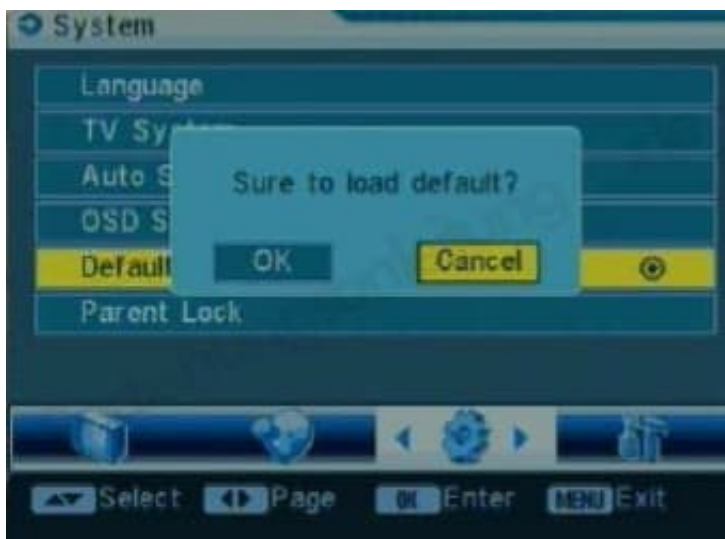 System
Language
TV System
Auto S
OSD S
Default
Parent Lock
Sure to load default?
OK Cancel
Select Page OK Enter MENU Exit